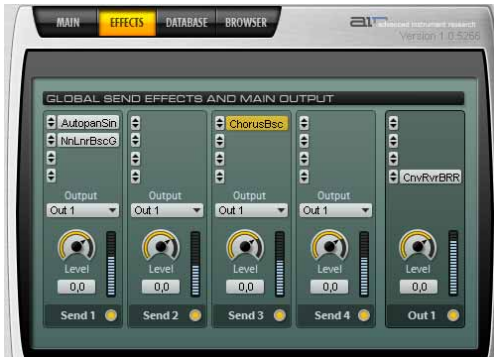 MAIN EFFECTS DATABASE BROWSER
air advanced instrument research
Version 1.0.5266
GLOBAL SEND EFFECTS AND MAIN OUTPUT
AutopanSin ChorusBsc
NnLnrBscG
CnvRvrBRR
Output Output Output Output
Out 1 Out 1 Out 1 Out 1
Level Level Level Level Level
0,0 0,0 0,0 0,0 0,0
Send 1 Send 2 Send 3 Send 4 Out 1